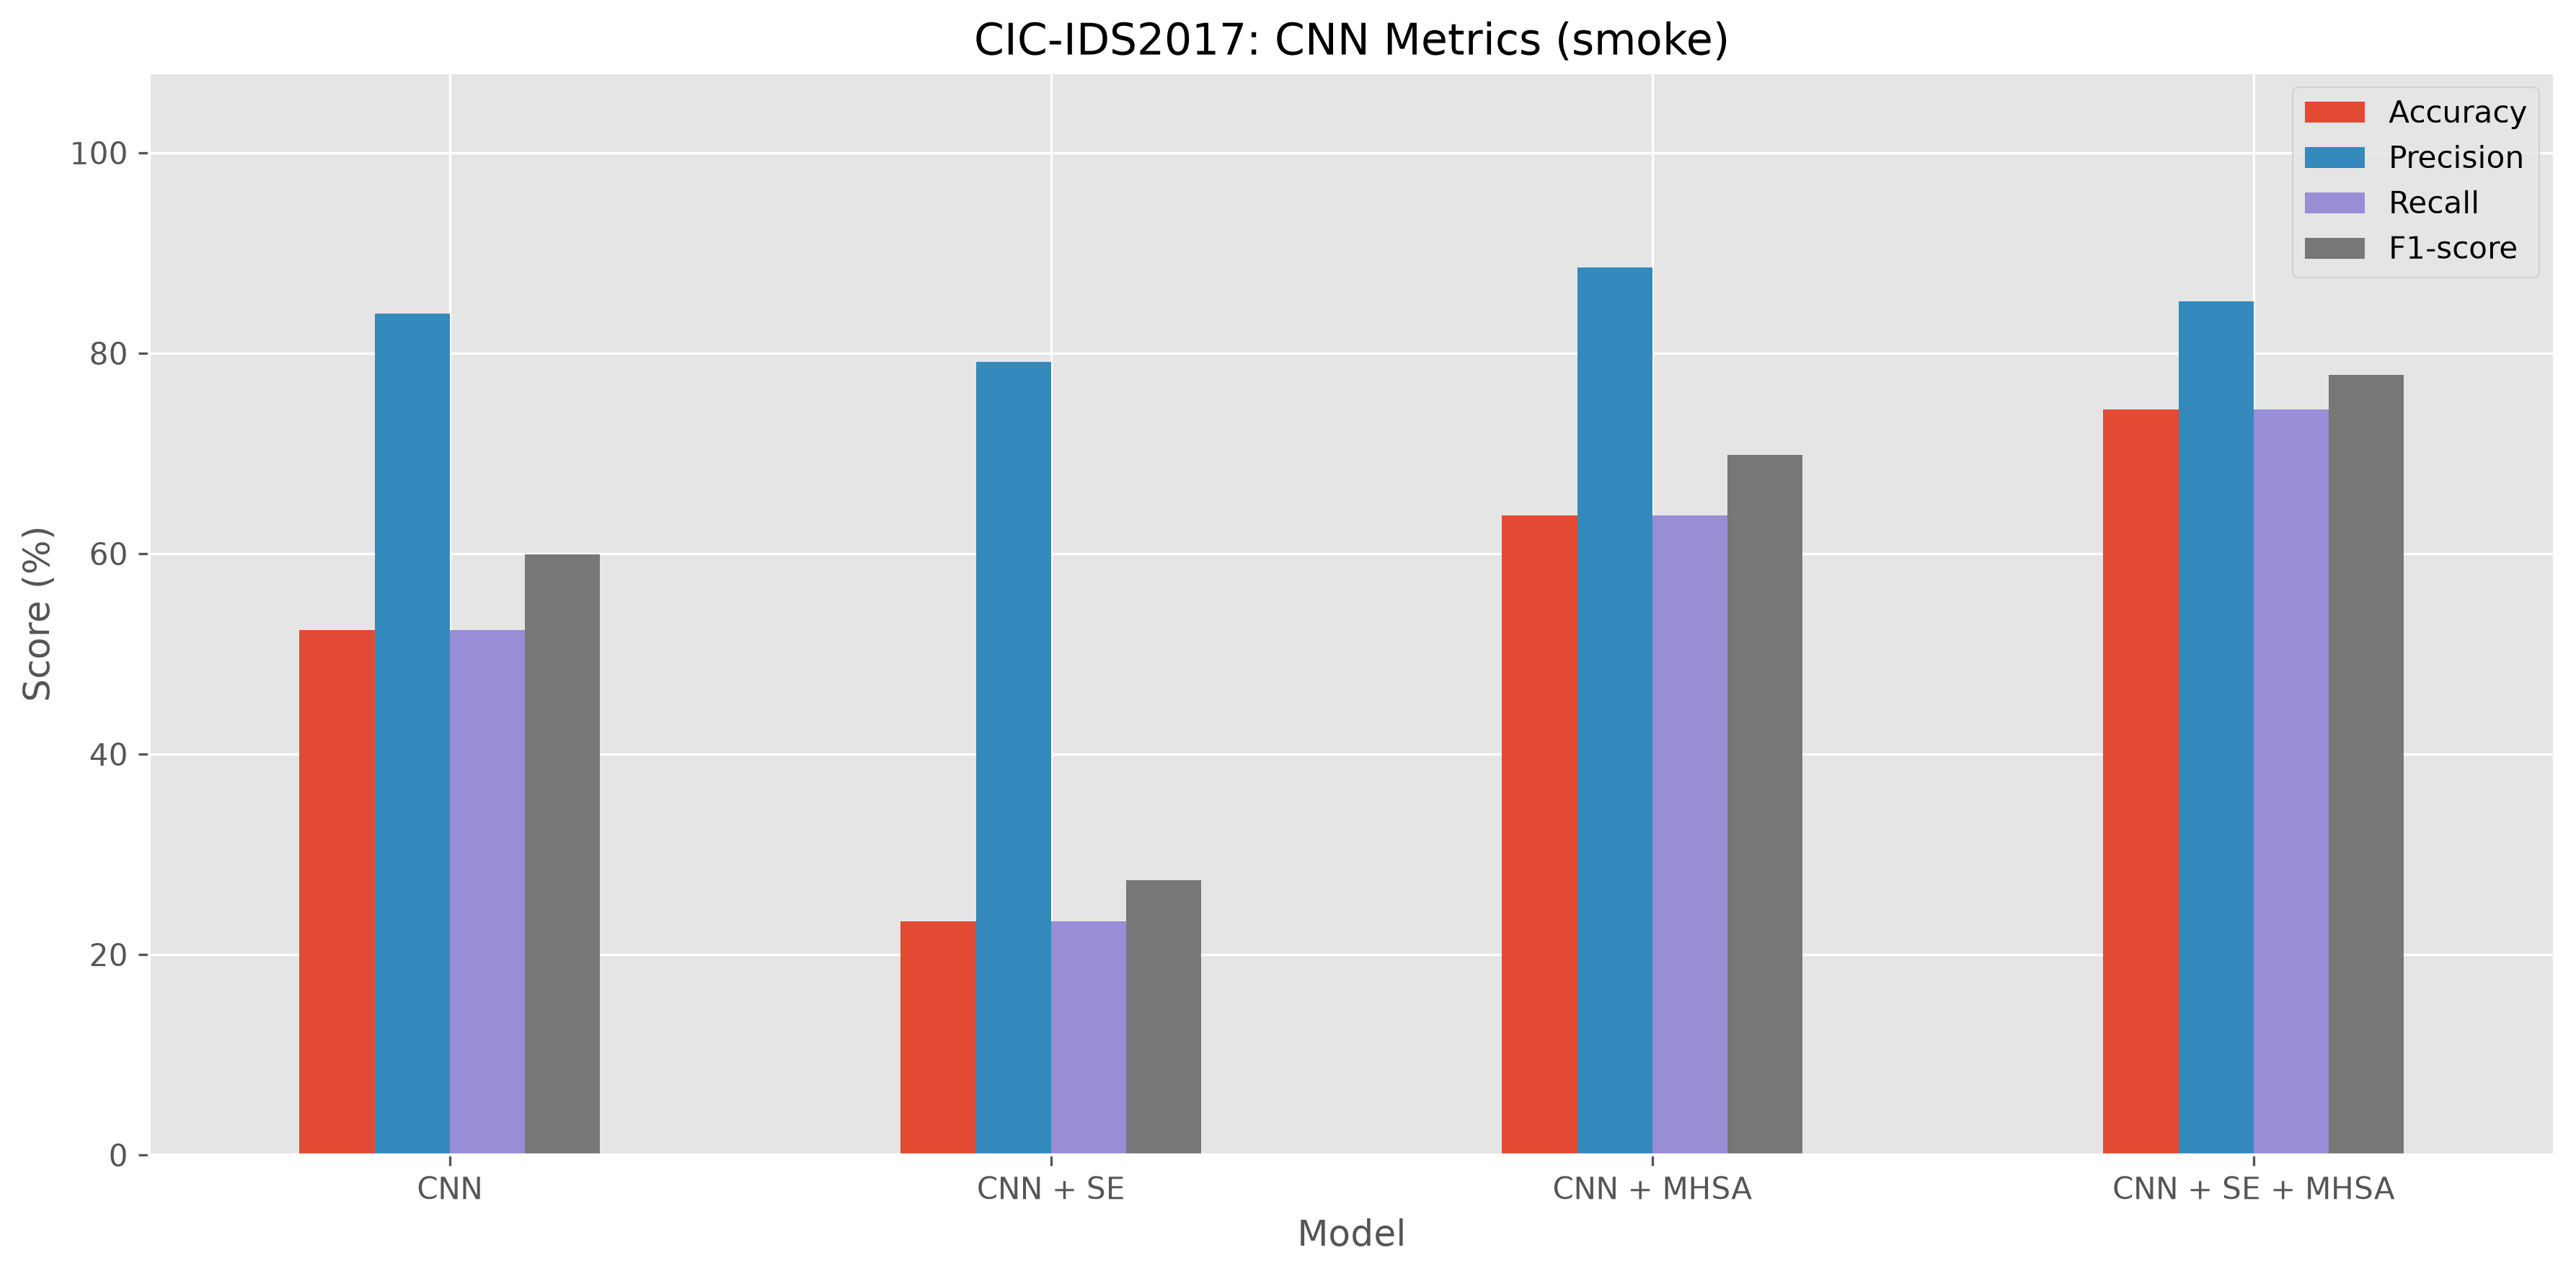 CIC-IDS2017: CNN Metrics (smoke)
Accuracy
Precision
Recall
F1-score
Score (%)
100
80
60
40
20
0
CNN
CNN + SE
CNN + MHSA
CNN + SE + MHSA
Model